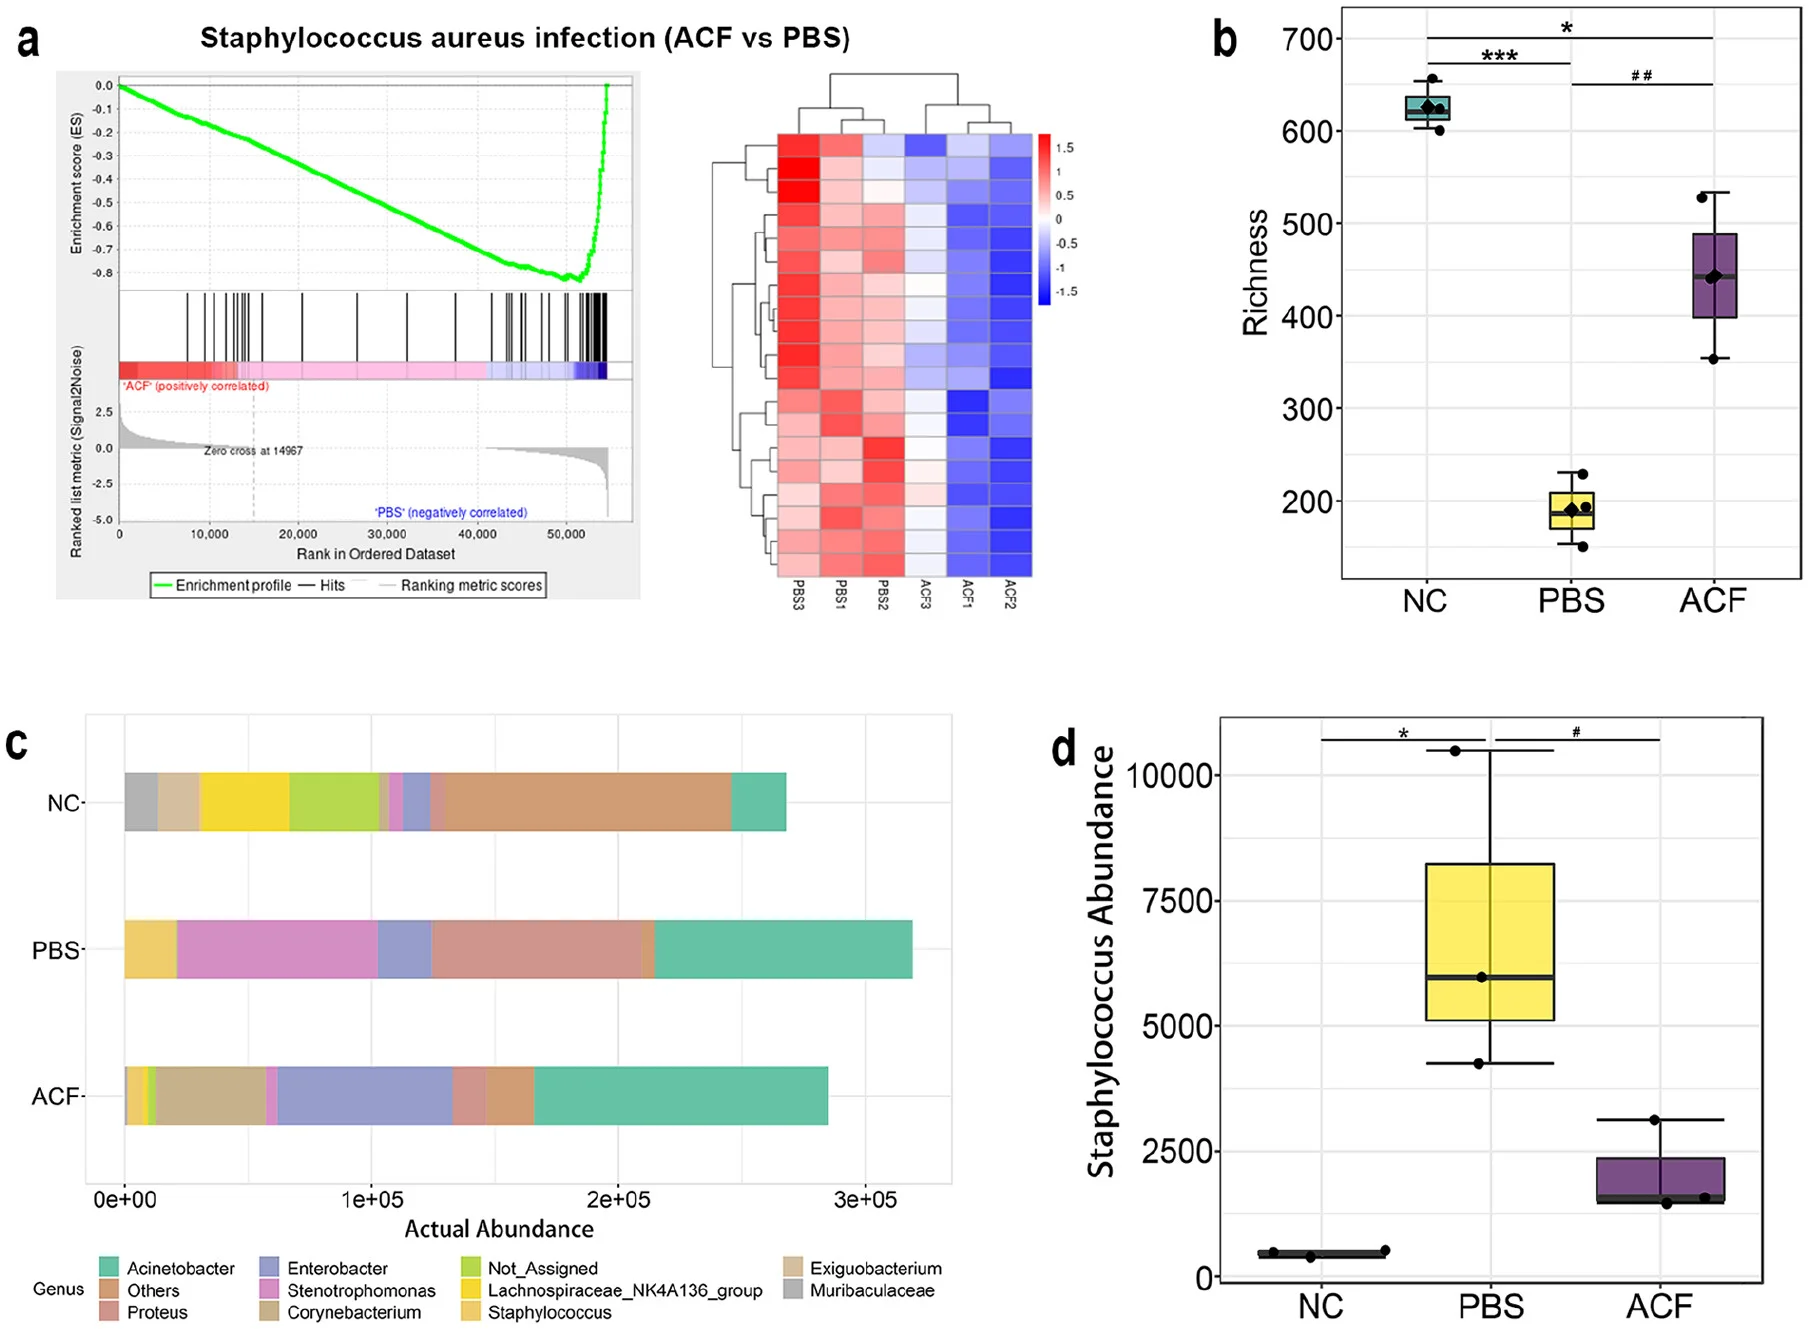 a
Staphylococcus aureus infection (ACF vs PBS)
Enrichment score (ES)
0.0
-0.1
-0.2
-0.3
-0.4
-0.5
-0.6
-0.7
-0.8
"ACF" (positively correlated)
Ranked list metric (Signal2Noise)
2.5
0.0
-2.5
-5.0
Zero cross at 14967
"PBS" (negatively correlated)
0 10,000 20,000 30,000 40,000 50,000
Rank in Ordered Dataset
Enrichment profile Hits Ranking metric scores
1.5
1
0.5
0
-0.5
-1
-1.5
PBS3 PBS1 PBS2 ACF3 ACF1 ACF2
b
Richness
700
600
500
400
300
200
*
***
##
NC PBS ACF
c
NC
PBS
ACF
0e+00 1e+05 2e+05 3e+05
Actual Abundance
Genus
Acinetobacter Enterobacter Not_Assigned Exiguobacterium
Others Stenotrophomonas Lachnospiraceae_NK4A136_group Muribaculaceae
Proteus Corynebacterium Staphylococcus
d
Staphylococcus Abundance
10000
7500
5000
2500
0
* #
NC PBS ACF